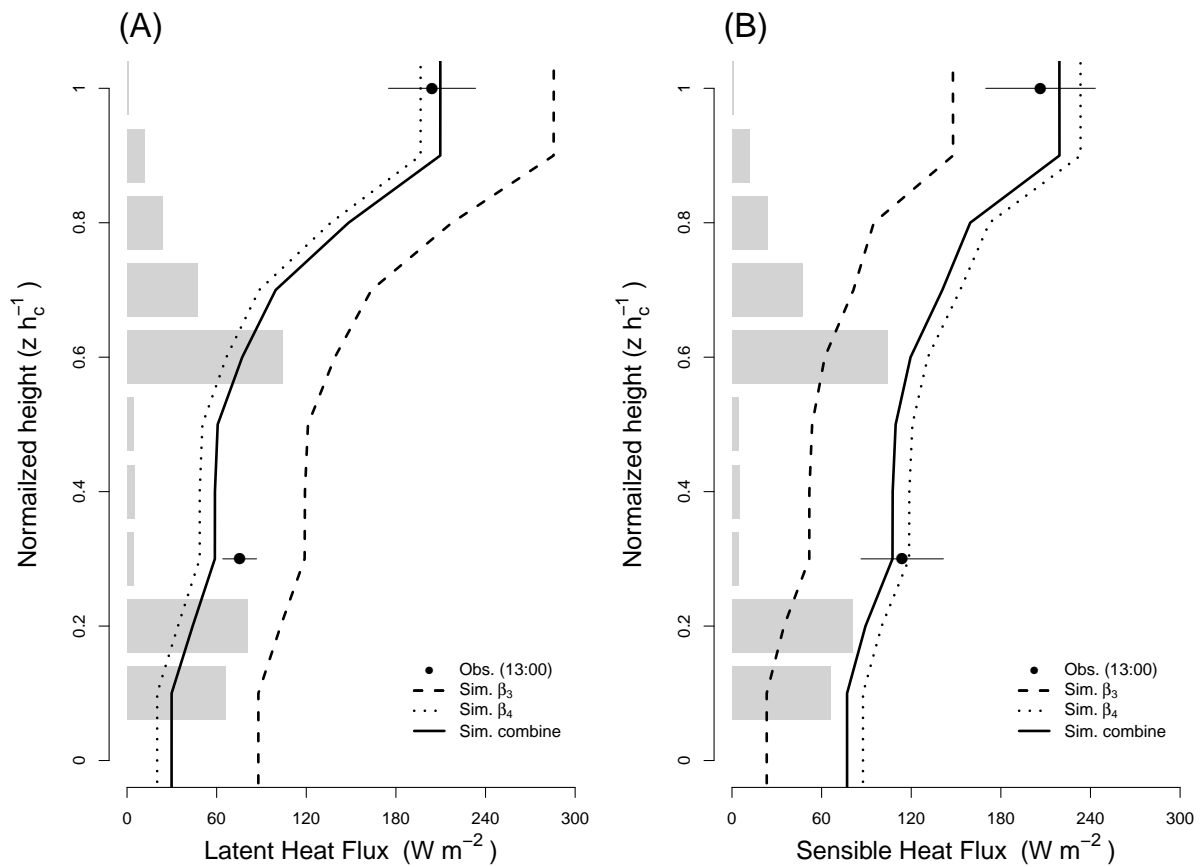 (A)
Normailzed height (z h_c^−1)
1
0.8
0.6
0.4
0.2
0
Obs. (13:00)
Sim. β3
Sim. β4
Sim. combine
0 60 120 180 240 300
Latent Heat Flux (W m^−2)
(B)
Normailzed height (z h_c^−1)
1
0.8
0.6
0.4
0.2
0
Obs. (13:00)
Sim. β3
Sim. β4
Sim. combine
0 60 120 180 240 300
Sensible Heat Flux (W m^−2)